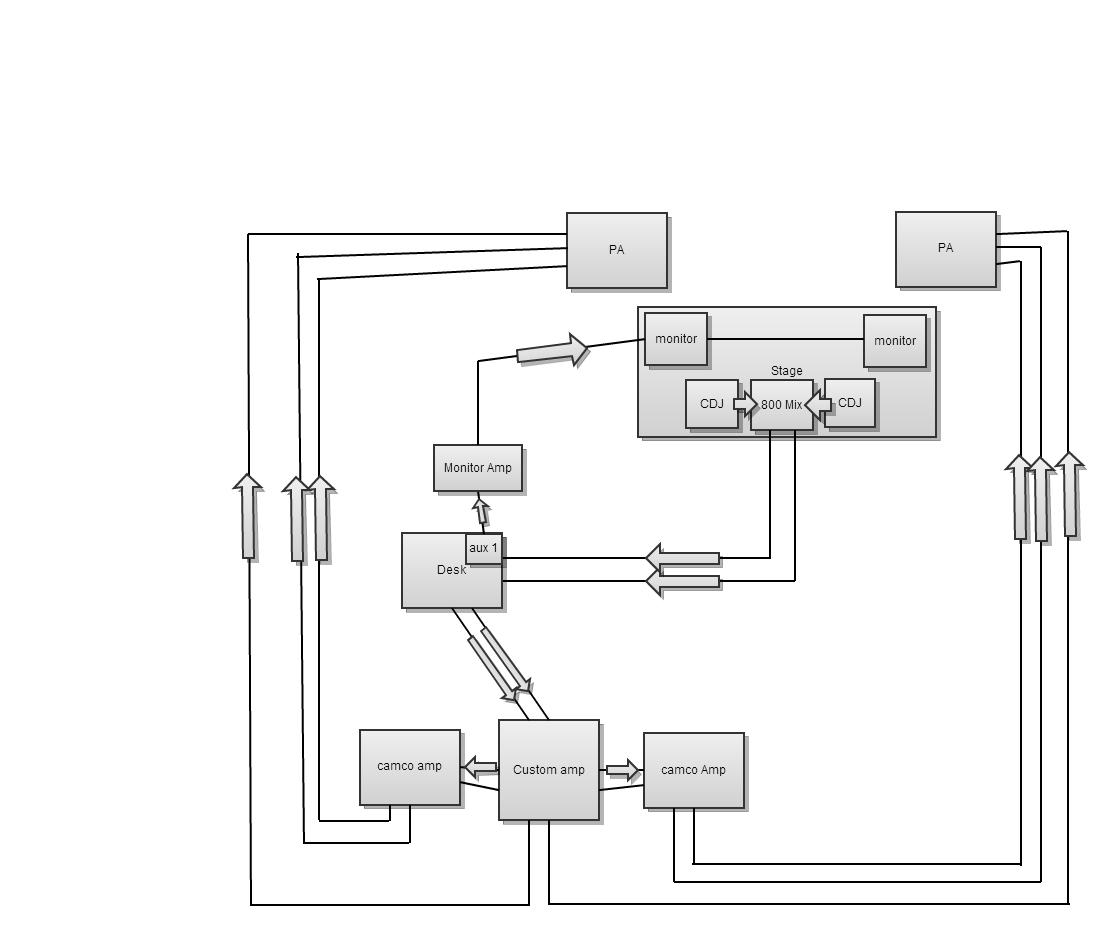 PA
PA
monitor
monitor
Stage
CDJ
800 Mix
CDJ
Monitor Amp
aux 1
Desk
camco amp
Custom amp
camco Amp